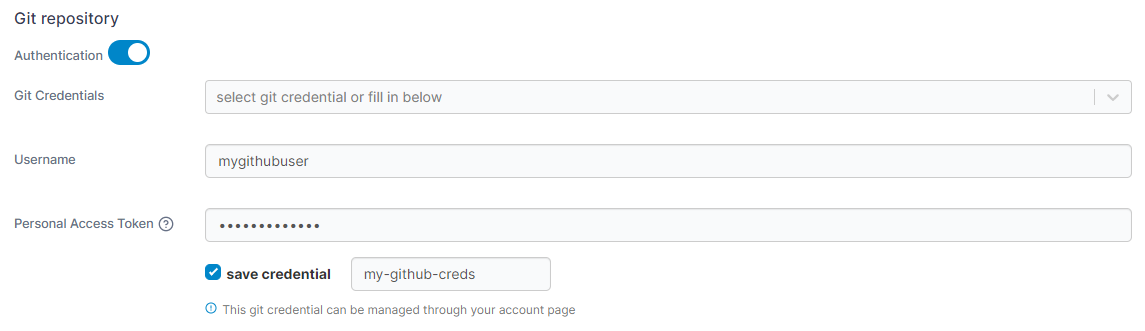 Git repository
Authentication
Git Credentials select git credential or fill in below
Username mygithubuser
Personal Access Token •••••••••••••
save credential my-github-creds
This git credential can be managed through your account page